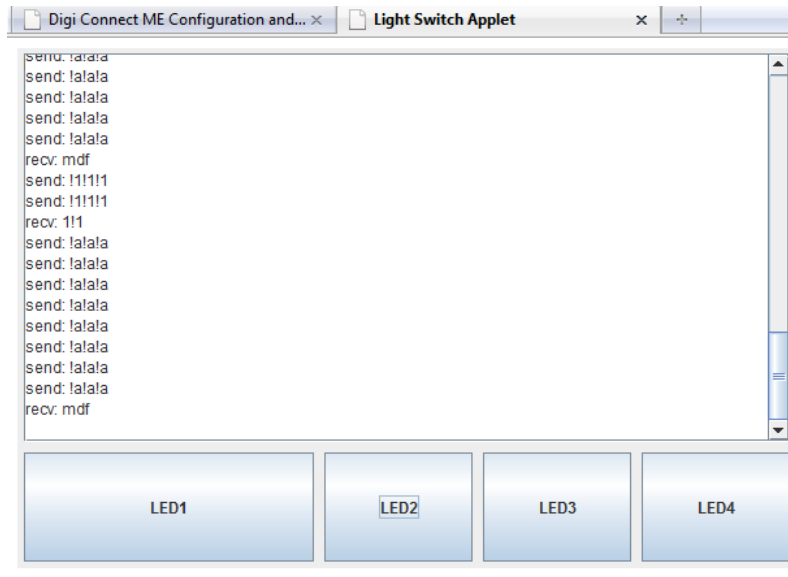 Digi Connect ME Configuration and...
Light Switch Applet
send: !a!a!a
send: !a!a!a
send: !a!a!a
send: !a!a!a
send: !a!a!a
recv: mdf
send: !1!1!1
send: !1!1!1
recv: 1!1
send: !a!a!a
send: !a!a!a
send: !a!a!a
send: !a!a!a
send: !a!a!a
send: !a!a!a
send: !a!a!a
send: !a!a!a
recv: mdf
LED1
LED2
LED3
LED4